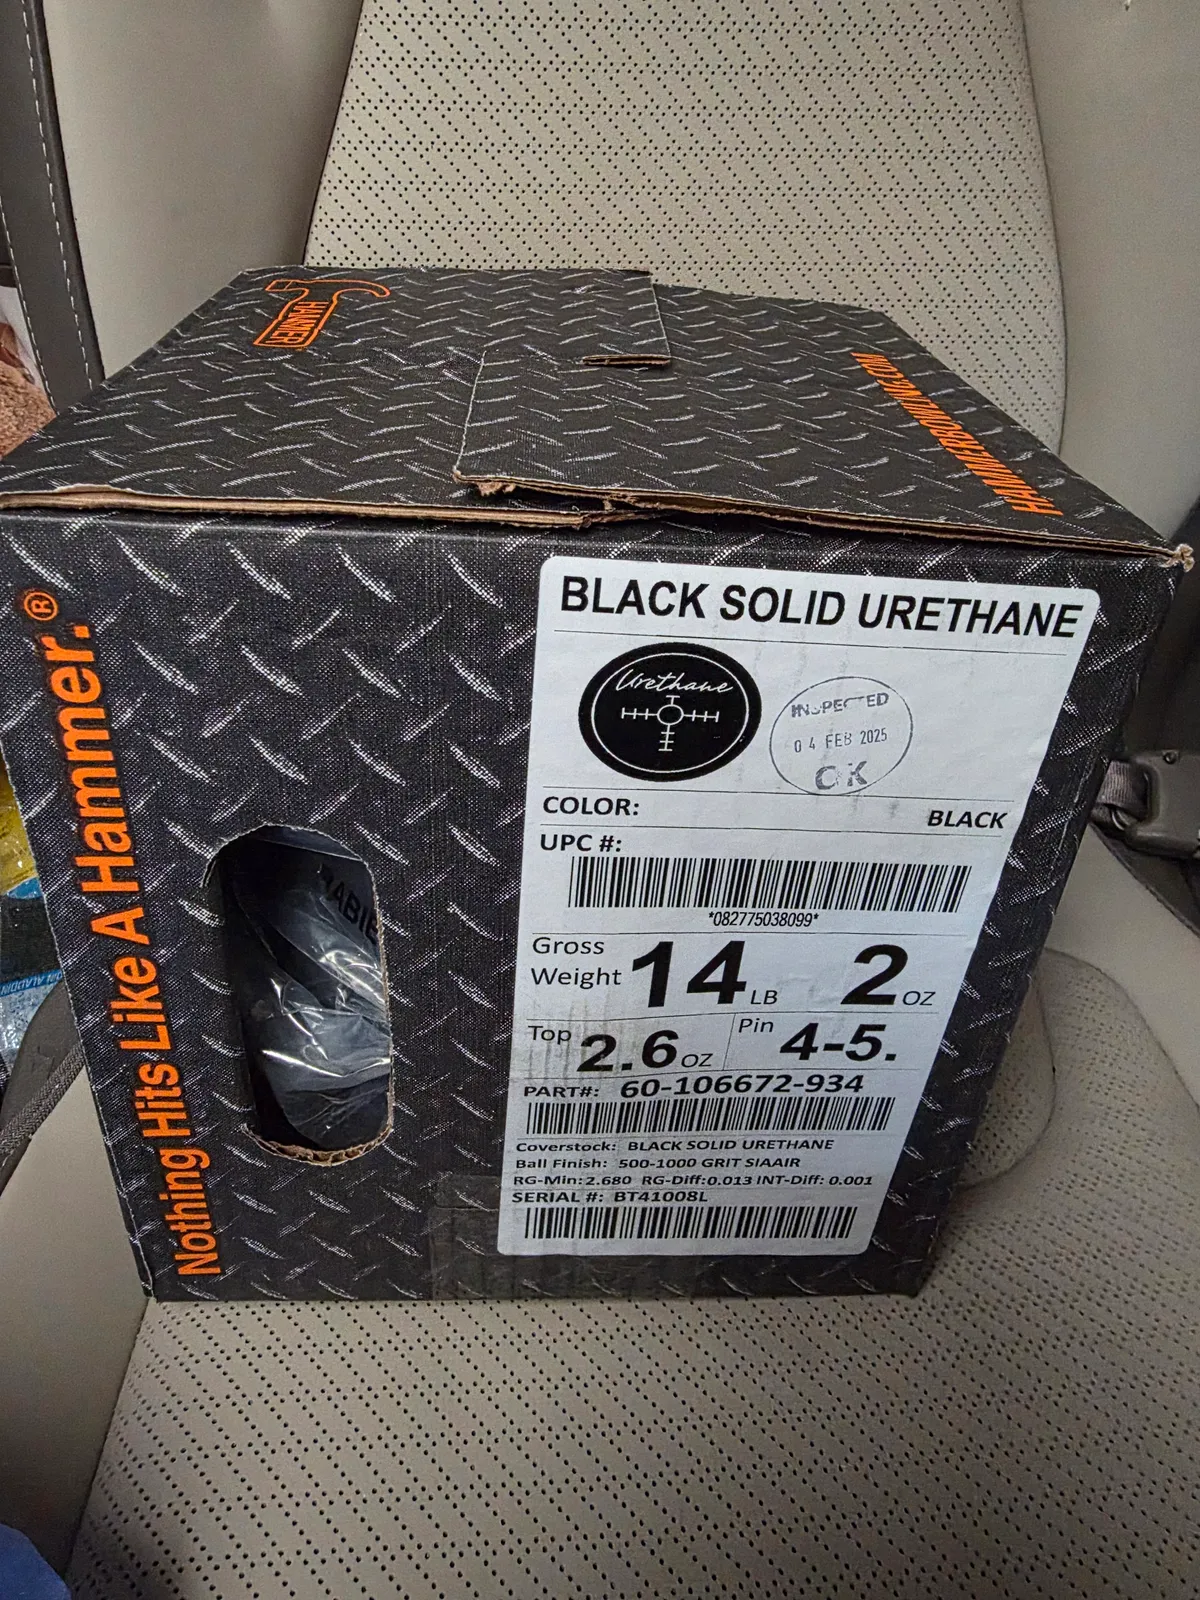 HAMMER
HAMMERBOWLING.COM
Nothing Hits Like A Hammer.®
BLACK SOLID URETHANE
Urethane
INSPECTED
04 FEB 2025
OK
COLOR: BLACK
UPC #:
*082775038099*
Gross Weight 14 LB 2 OZ
Top 2.6 OZ Pin 4-5.
PART#: 60-106672-934
Coverstock: BLACK SOLID URETHANE
Ball Finish: 500-1000 GRIT SIAAIR
RG-Min: 2.680 RG-Diff: 0.013 INT-Diff: 0.001
SERIAL #: BT41008L